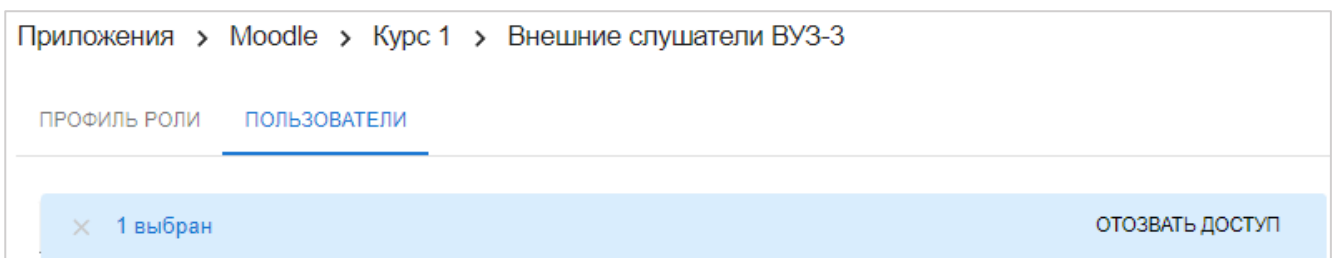 Приложения > Moodle > Курс 1 > Внешние слушатели ВУЗ-3
ПРОФИЛЬ РОЛИ ПОЛЬЗОВАТЕЛИ
× 1 выбран ОТОЗВАТЬ ДОСТУП